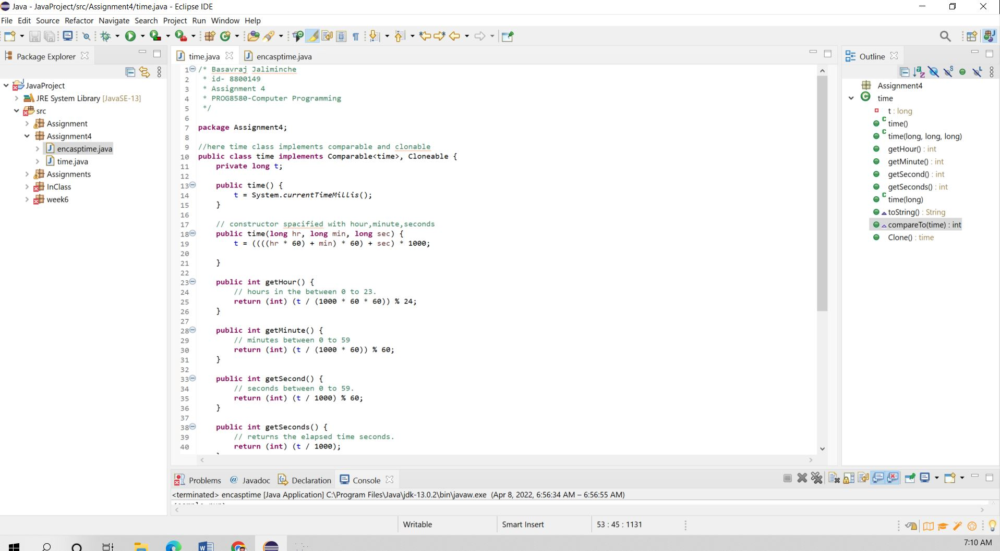 Java - JavaProject/src/Assignment4/time.java - Eclipse IDE
File Edit Source Refactor Navigate Search Project Run Window Help
Package Explorer
JavaProject
JRE System Library [JavaSE-13]
src
Assignment
Assignment4
encasptime.java
time.java
Assignments
InClass
week6
time.java encasptime.java
1 /* Basavraj Jaliminche
2 * id- 8800149
3 * Assignment 4
4 * PROG8580-Computer Programming
5 */
6
7 package Assignment4;
8
9 //here time class implements comparable and clonable
10 public class time implements Comparable<time>, Cloneable {
11 private long t;
12
13 public time() {
14 t = System.currentTimeMillis();
15 }
16
17 // constructor spacified with hour,minute,seconds
18 public time(long hr, long min, long sec) {
19 t = ((((hr * 60) + min) * 60) + sec) * 1000;
20
21 }
22
23 public int getHour() {
24 // hours in the between 0 to 23.
25 return (int) (t / (1000 * 60 * 60)) % 24;
26 }
27
28 public int getMinute() {
29 // minutes between 0 to 59
30 return (int) (t / (1000 * 60)) % 60;
31 }
32
33 public int getSecond() {
34 // seconds between 0 to 59.
35 return (int) (t / 1000) % 60;
36 }
37
38 public int getSeconds() {
39 // returns the elapsed time seconds.
40 return (int) (t / 1000);
Outline
Assignment4
time
t : long
time()
time(long, long, long)
getHour() : int
getMinute() : int
getSecond() : int
getSeconds() : int
time(long)
toString() : String
compareTo(time) : int
Clone() : time
Problems @ Javadoc Declaration Console
<terminated> encasptime [Java Application] C:\Program Files\Java\jdk-13.0.2\bin\javaw.exe (Apr 8, 2022, 6:56:34 AM – 6:56:55 AM)
Writable Smart Insert 53 : 45 : 1131
7:10 AM